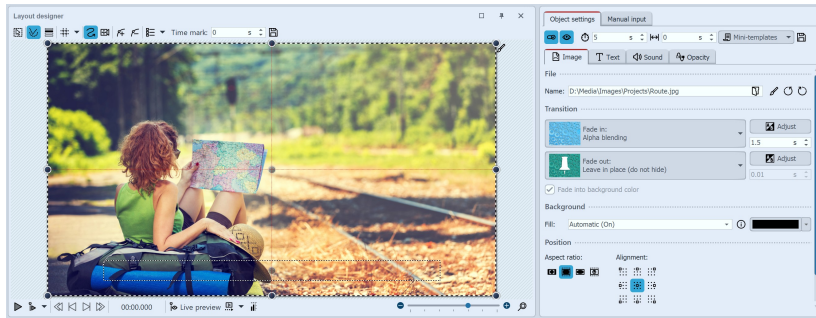 Layout designer
Time mark: 0 s
00:00.000
Live preview
Object settings
Manual input
5 s
0 s
Mini-templates
Image
Text
Sound
Opacity
File
Name: D:\Media\Images\Projects\Route.jpg
Transition
Fade in:
Alpha blending
Adjust
1.5 s
Fade out:
Leave in place (do not hide)
Adjust
0.01 s
Fade into background color
Background
Fill: Automatic (On)
Position
Aspect ratio: Alignment: